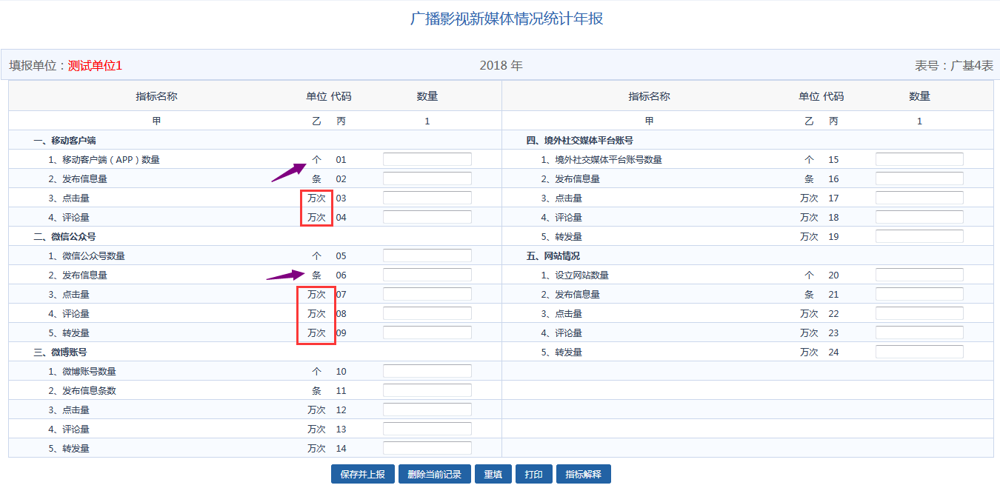 广播影视新媒体情况统计年报
填报单位：测试单位1 2018 年 表号：广基4表
指标名称 单位 代码 数量 指标名称 单位 代码 数量
甲 乙 丙 1 甲 乙 丙 1
一、移动客户端 四、境外社交媒体平台账号
1、移动客户端（APP）数量 个 01 1、境外社交媒体平台账号数量 个 15
2、发布信息量 条 02 2、发布信息量 条 16
3、点击量 万次 03 3、点击量 万次 17
4、评论量 万次 04 4、评论量 万次 18
二、微信公众号 5、转发量 万次 19
1、微信公众号数量 个 05 五、网站情况
2、发布信息量 条 06 1、设立网站数量 个 20
3、点击量 万次 07 2、发布信息量 条 21
4、评论量 万次 08 3、点击量 万次 22
5、转发量 万次 09 4、评论量 万次 23
三、微博账号 5、转发量 万次 24
1、微博账号数量 个 10
2、发布信息条数 条 11
3、点击量 万次 12
4、评论量 万次 13
5、转发量 万次 14
保存并上报 删除当前记录 重填 打印 指标解释